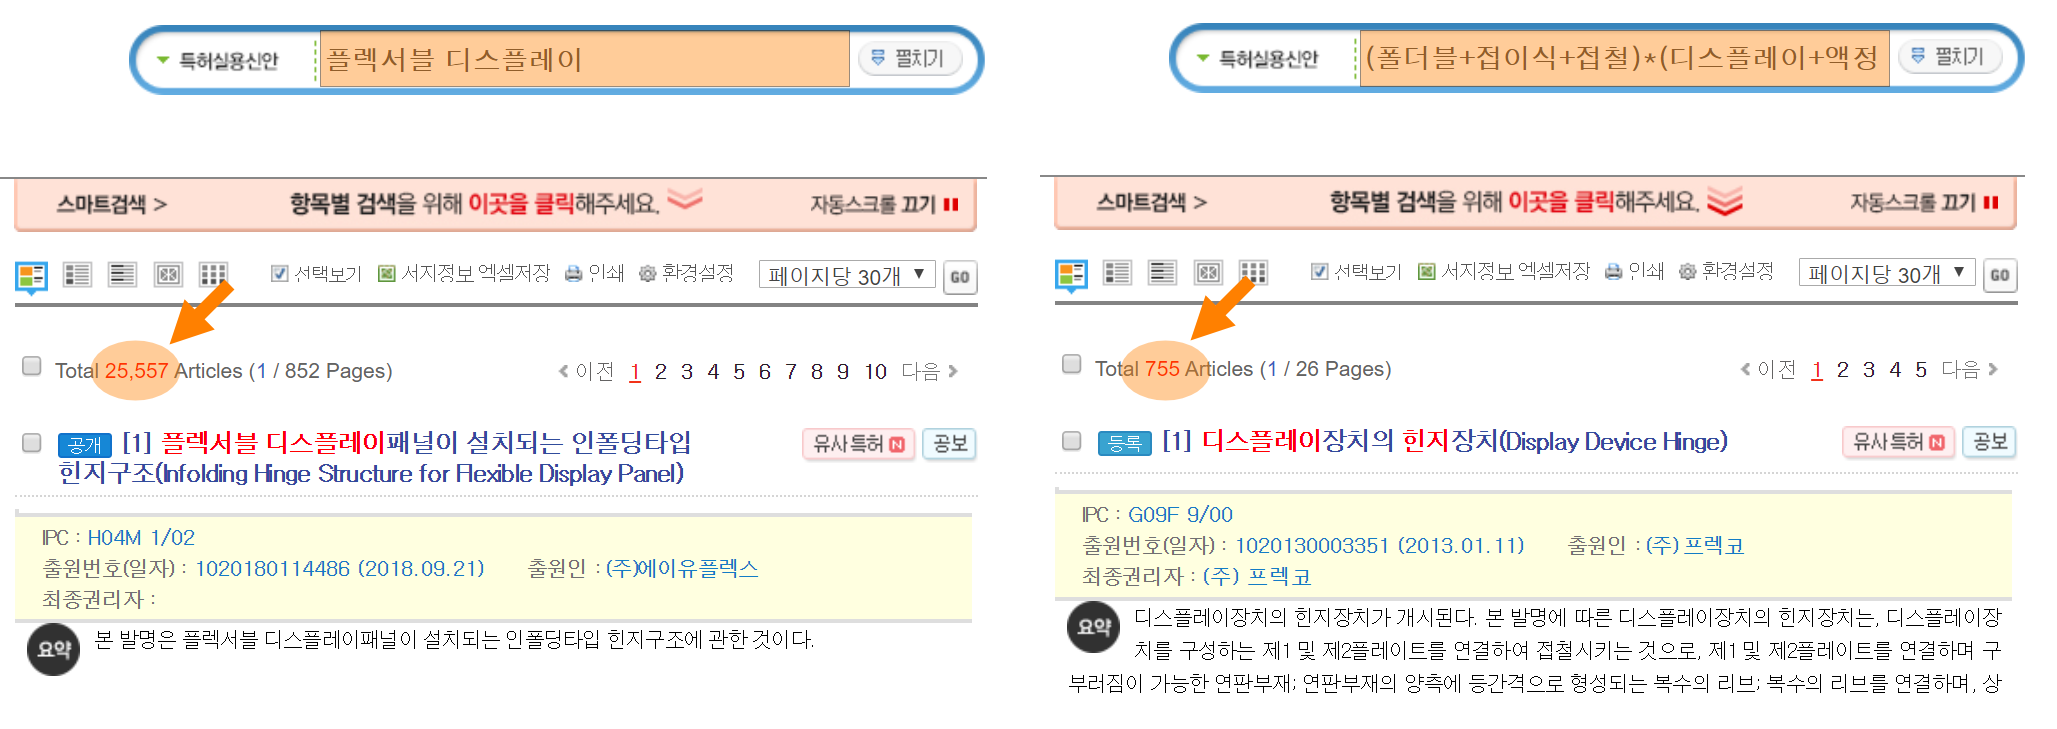 특허실용신안
플렉서블 디스플레이
펼치기
스마트검색 >
항목별 검색을 위해 이곳을 클릭해주세요.
자동스크롤 끄기
선택보기
서지정보 엑셀저장
인쇄
환경설정
페이지당 30개 ▼
GO
Total 25,557 Articles (1 / 852 Pages)
이전 1 2 3 4 5 6 7 8 9 10 다음
공개 [1] 플렉서블 디스플레이패널이 설치되는 인폴딩타입
힌지구조(Infolding Hinge Structure for Flexible Display Panel)
유사특허 N
공보
IPC : H04M 1/02
출원번호(일자) : 1020180114486 (2018.09.21) 출원인 : (주)에이유플렉스
최종권리자 :
요약 본 발명은 플렉서블 디스플레이패널이 설치되는 인폴딩타입 힌지구조에 관한 것이다.
특허실용신안
(폴더블+접이식+접철)*(디스플레이+액정
펼치기
스마트검색 >
항목별 검색을 위해 이곳을 클릭해주세요.
자동스크롤 끄기
선택보기
서지정보 엑셀저장
인쇄
환경설정
페이지당 30개 ▼
GO
Total 755 Articles (1 / 26 Pages)
이전 1 2 3 4 5 다음
등록 [1] 디스플레이장치의 힌지장치(Display Device Hinge)
유사특허 N
공보
IPC : G09F 9/00
출원번호(일자) : 1020130003351 (2013.01.11) 출원인 : (주) 프렉코
최종권리자 : (주) 프렉코
요약 디스플레이장치의 힌지장치가 개시된다. 본 발명에 따른 디스플레이장치의 힌지장치는, 디스플레이장
치를 구성하는 제1 및 제2플레이트를 연결하여 접철시키는 것으로, 제1 및 제2플레이트를 연결하며 구
부러짐이 가능한 연판부재; 연판부재의 양측에 등간격으로 형성되는 복수의 리브; 복수의 리브를 연결하며, 상